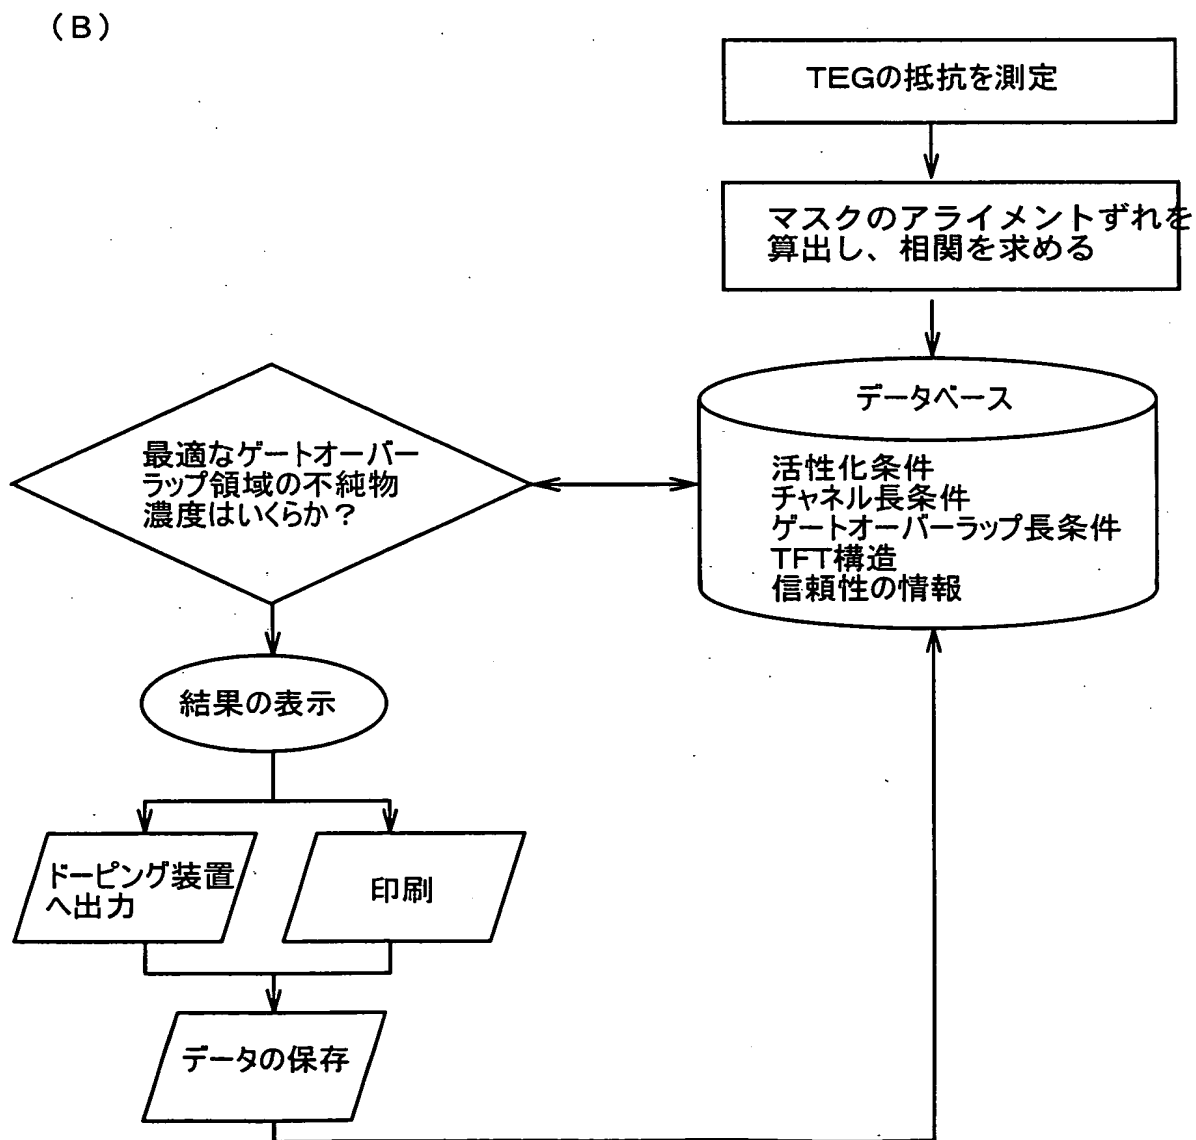 （B）
TEGの抵抗を測定
マスクのアライメントずれを
算出し、相関を求める
データベース
活性化条件
チャネル長条件
ゲートオーバーラップ長条件
TFT構造
信頼性の情報
最適なゲートオーバー
ラップ領域の不純物
濃度はいくらか？
結果の表示
ドーピング装置
へ出力
印刷
データの保存